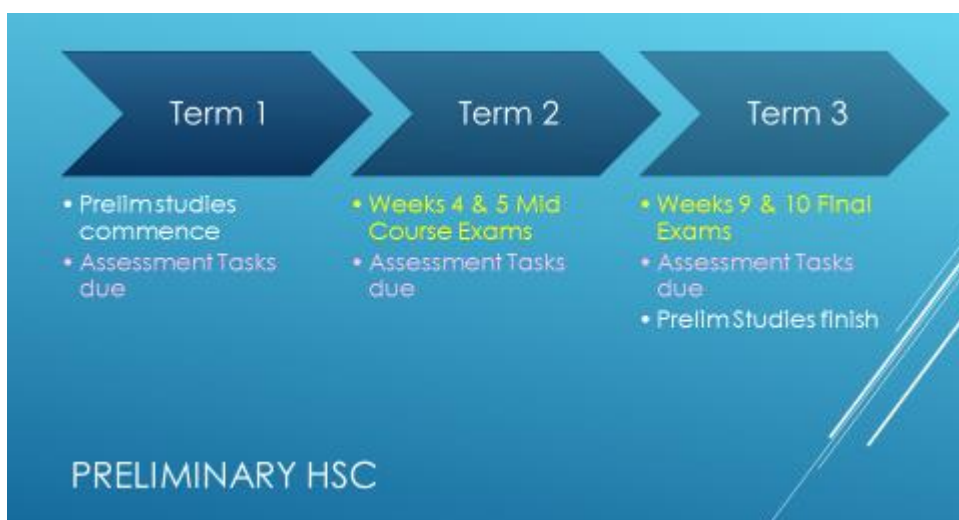 Term 1
• Prelim studies
commence
• Assessment Tasks
due
Term 2
• Weeks 4 & 5 Mid
Course Exams
• Assessment Tasks
due
Term 3
• Weeks 9 & 10 Final
Exams
• Assessment Tasks
due
• Prelim Studies finish
PRELIMINARY HSC